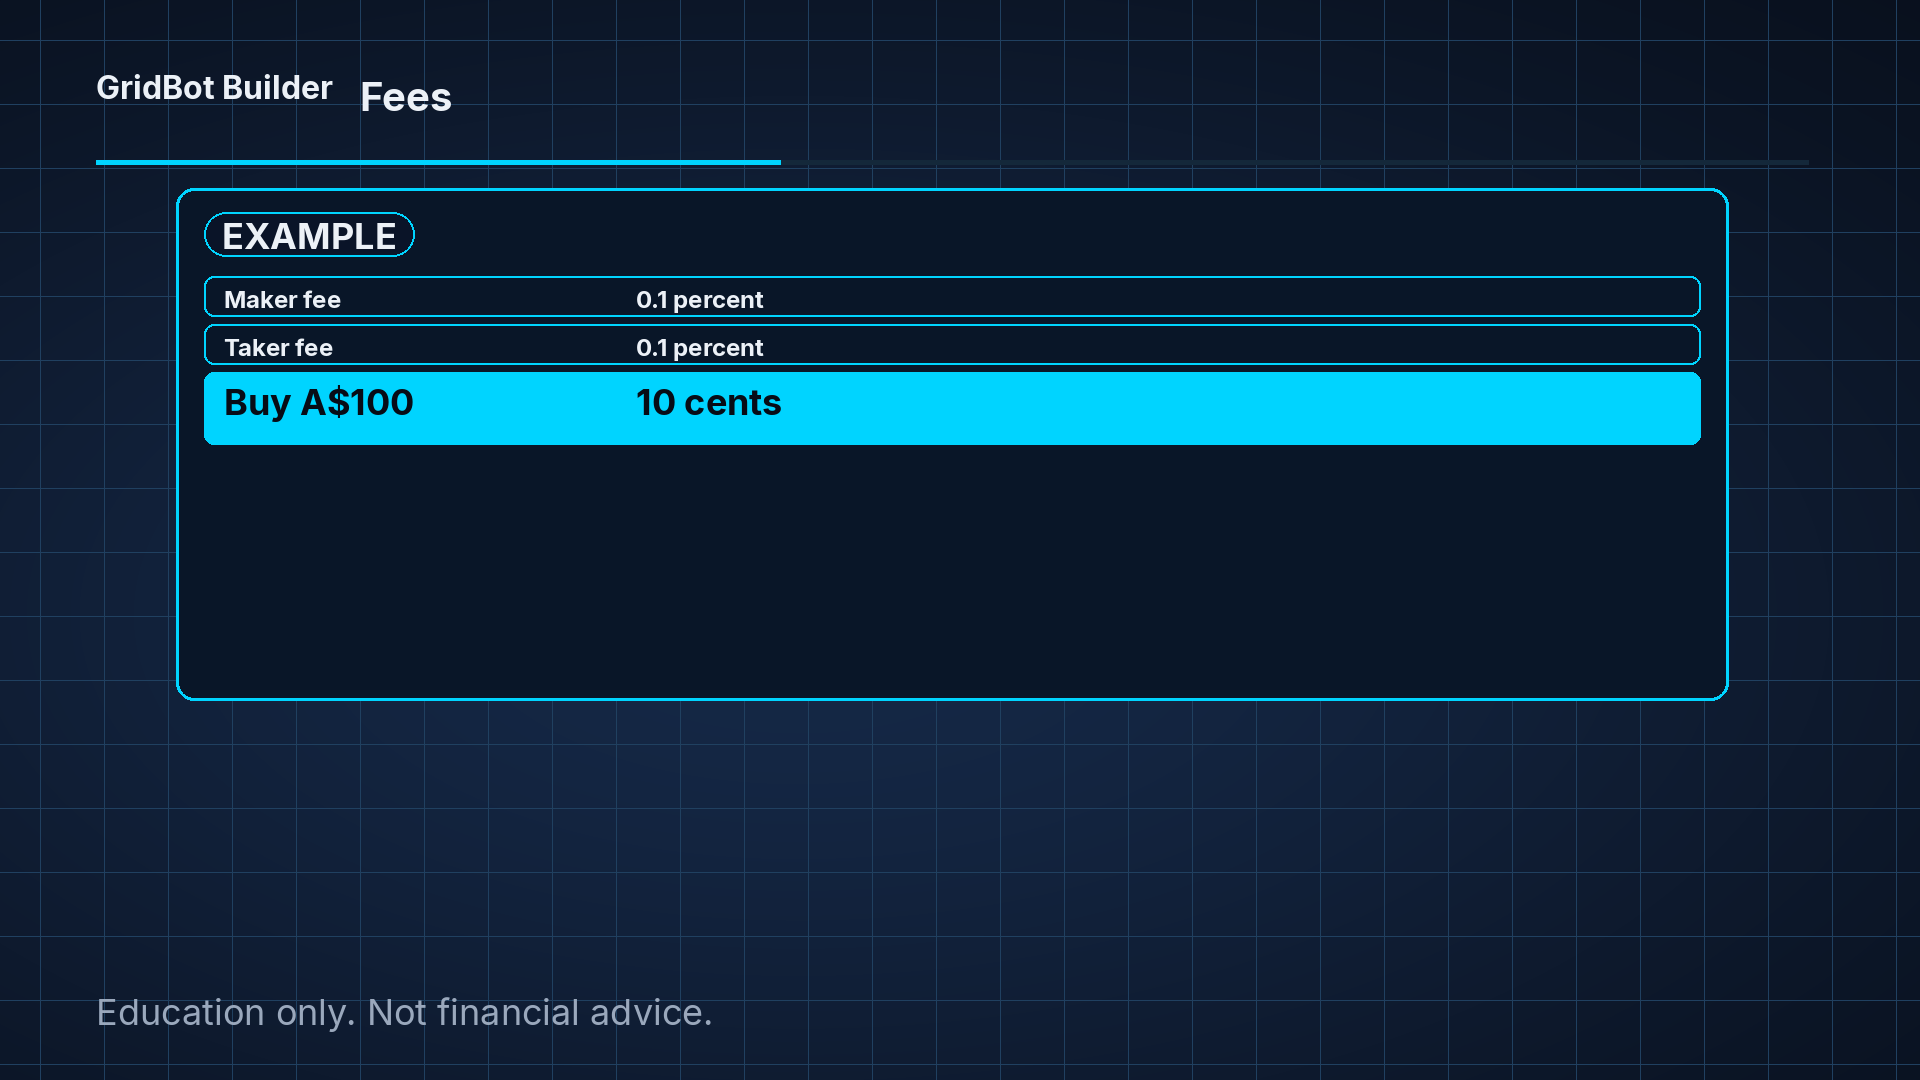 GridBot Builder Fees
EXAMPLE
Maker fee 0.1 percent
Taker fee 0.1 percent
Buy A$100 10 cents
Education only. Not financial advice.